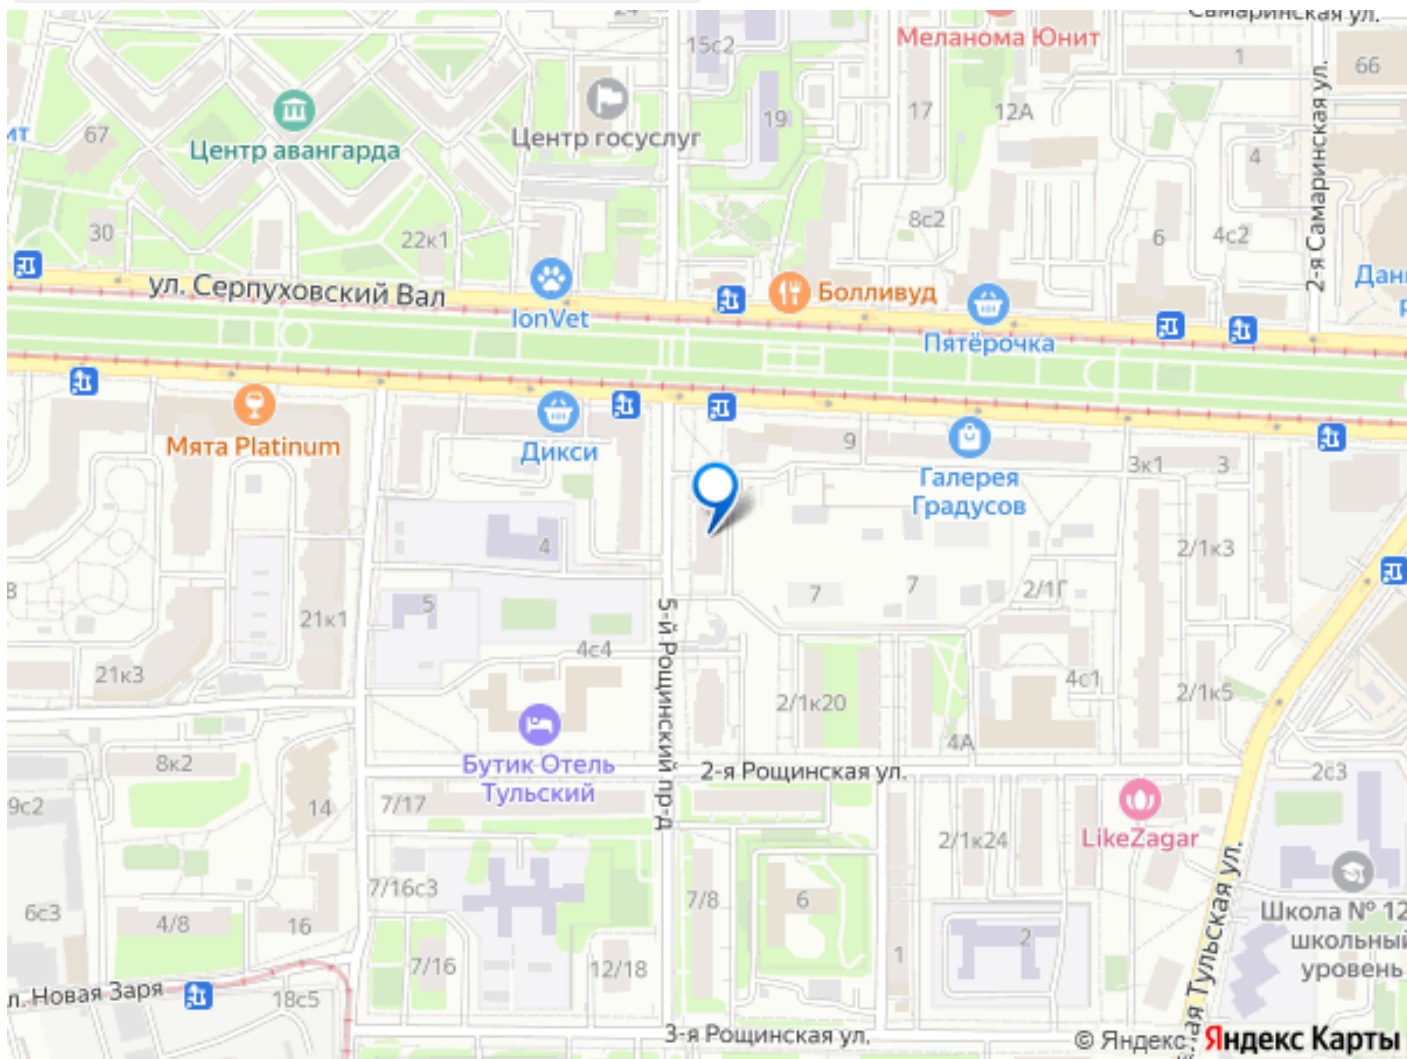 24
Самаринская ул.
15с2
Меланома Юнит
1
66
17
12А
19
Центр госуслуг
67
Центр авангарда
4
2-я Самаринская ул.
30
22к1
8с2
6
4с2
ул. Серпуховский Вал
IonVet
Болливуд
Пятёрочка
Мята Platinum
Дикси
9
Галерея
Градусов
3к1
3
4
2/1к3
5
7
7
2/1Г
21к1
5-й Рощинский пр-д
4с4
21к3
4с1
2/1к5
2/1к20
4А
8к2
Бутик Отель
Тульский
2-я Рощинская ул.
2с3
9с2
14
7/17
2/1к24
LikeZagar
7/16с3
7/8
6
6с3
4/8
16
Школа № 12
школьный
уровень
7/16
12/18
1
2
ая Тульская ул.
л. Новая Заря
18с5
3-я Рощинская ул.
© Яндекс
Яндекс Карты